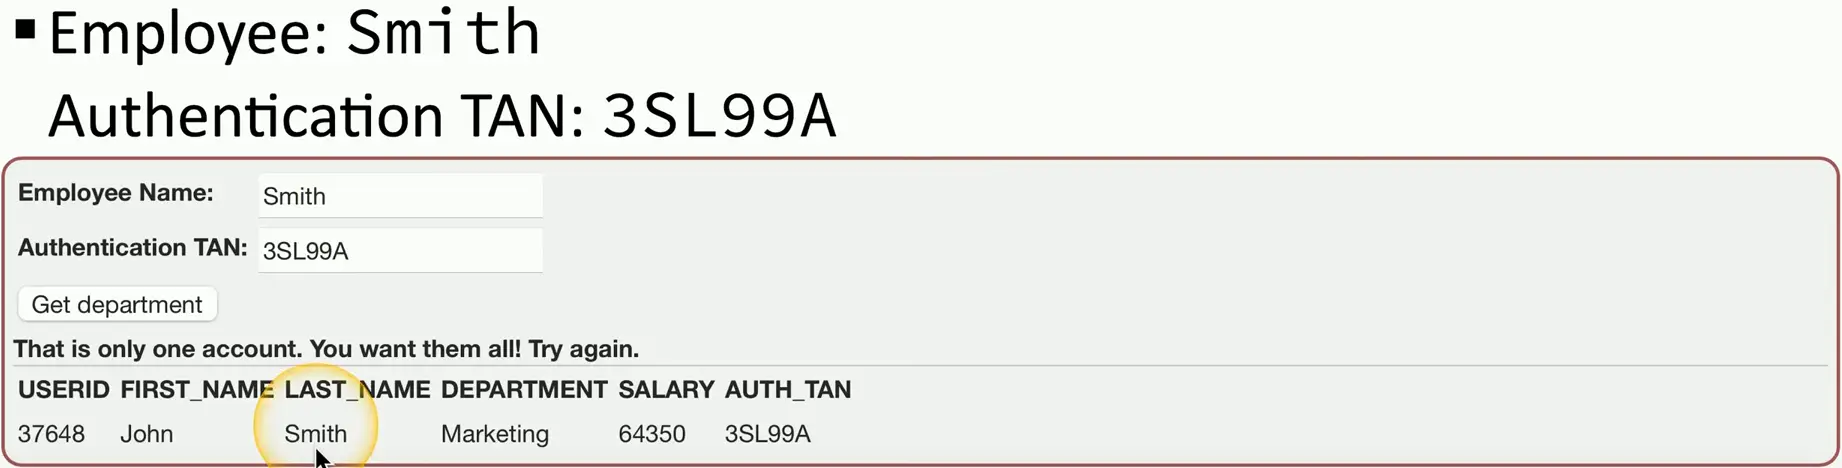 ▪ Employee: Smith
Authentication TAN: 3SL99A
Employee Name: Smith
Authentication TAN: 3SL99A
Get department
That is only one account. You want them all! Try again.
USERID FIRST_NAME LAST_NAME DEPARTMENT SALARY AUTH_TAN
37648 John Smith Marketing 64350 3SL99A